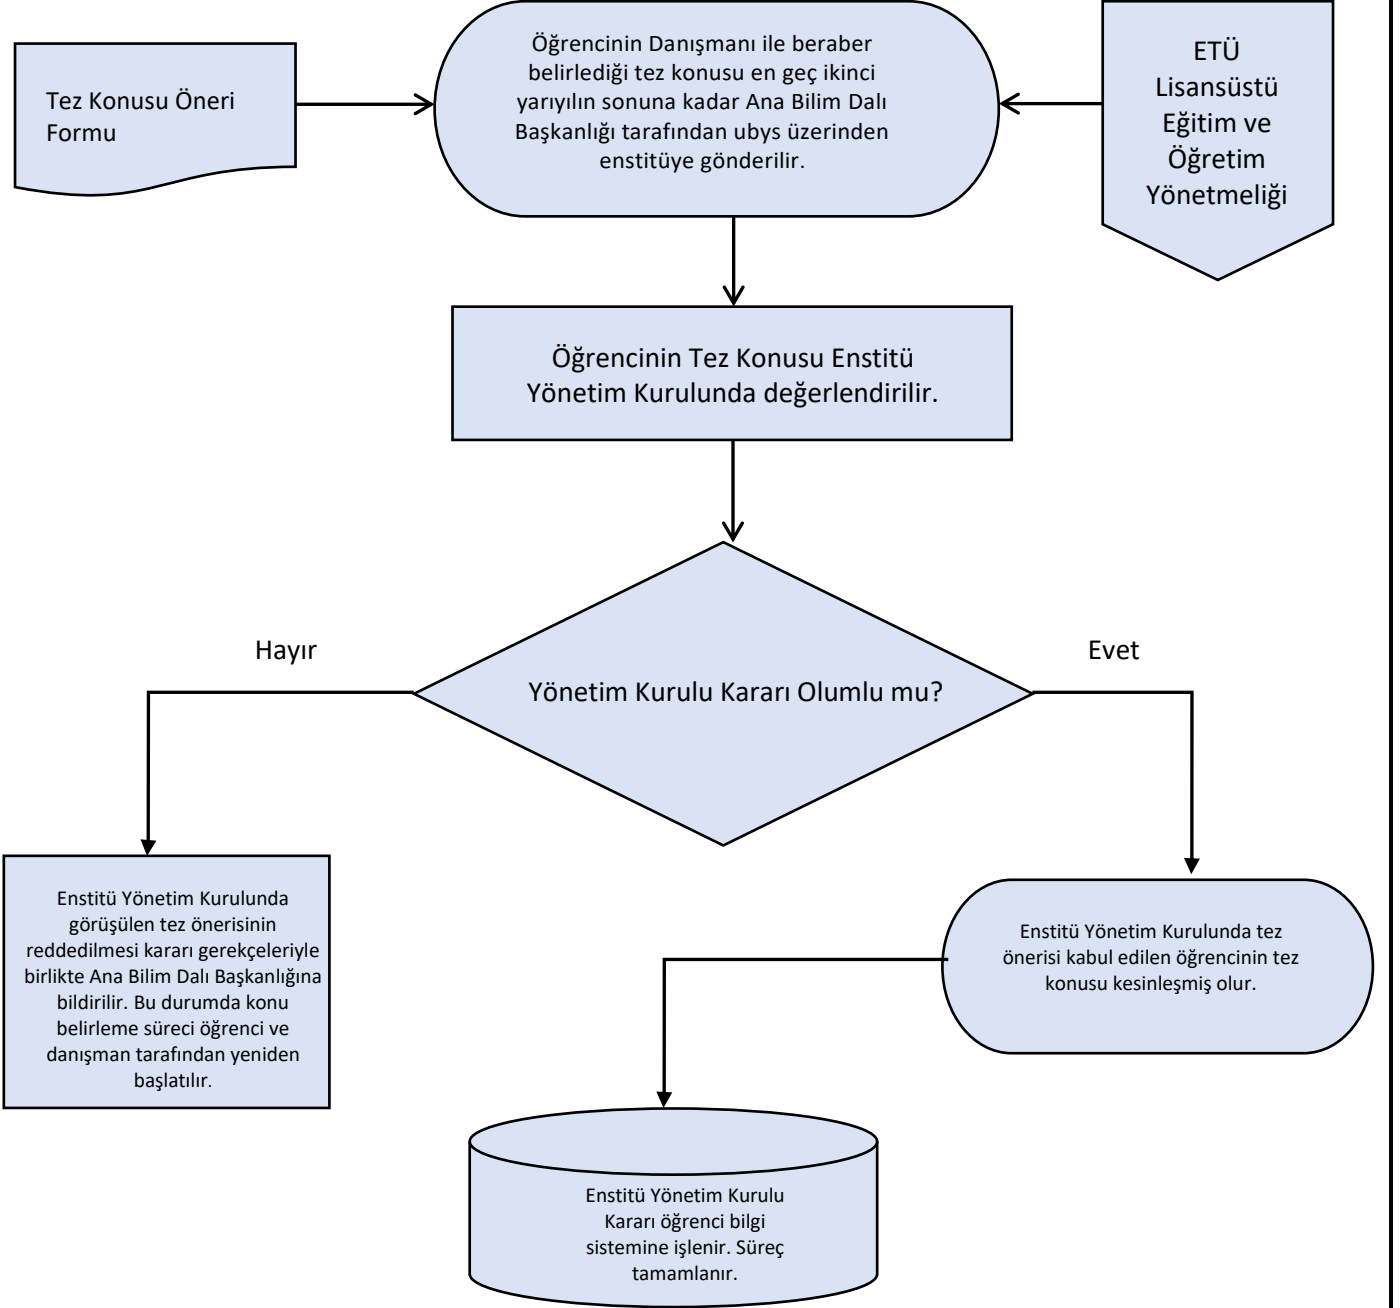 Tez Konusu Öneri
Formu
Öğrencinin Danışmanı ile beraber
belirlediği tez konusu en geç ikinci
yarıyılın sonuna kadar Ana Bilim Dalı
Başkanlığı tarafından ubys üzerinden
enstitüye gönderilir.
ETÜ
Lisansüstü
Eğitim ve
Öğretim
Yönetmeliği
Öğrencinin Tez Konusu Enstitü
Yönetim Kurulunda değerlendirilir.
Hayır
Evet
Yönetim Kurulu Kararı Olumlu mu?
Enstitü Yönetim Kurulunda
görüşülen tez önerisinin
reddedilmesi kararı gerekçeleriyle
birlikte Ana Bilim Dalı Başkanlığına
bildirilir. Bu durumda konu
belirleme süreci öğrenci ve
danışman tarafından yeniden
başlatılır.
Enstitü Yönetim Kurulunda tez
önerisi kabul edilen öğrencinin tez
konusu kesinleşmiş olur.
Enstitü Yönetim Kurulu
Kararı öğrenci bilgi
sistemine işlenir. Süreç
tamamlanır.